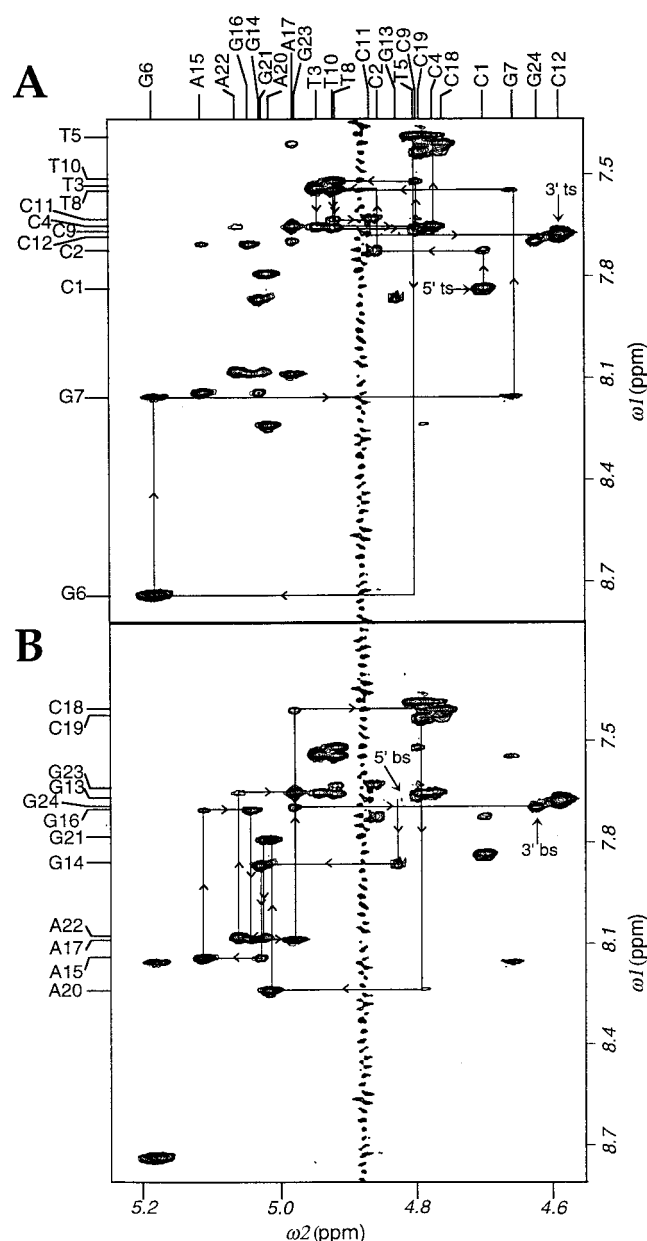 A
G6
A15
A22
G16
G14
G21
A20
A17
G23
T3
T10
T8
C11
C2
G13
T5
C9
C19
C4
C18
C1
G7
G24
C12
T5
T10
T3
T8
C11
C4
C9
C12
C2
C1
G7
G6
3' ts
5' ts
7.5
7.8
8.1
8.4
8.7
ω1 (ppm)
B
C18
C19
G23
G13
G24
G16
G21
G14
A22
A17
A15
A20
5' bs
3' bs
7.5
7.8
8.1
8.4
8.7
ω1 (ppm)
5.2
5.0
4.8
4.6
ω2 (ppm)